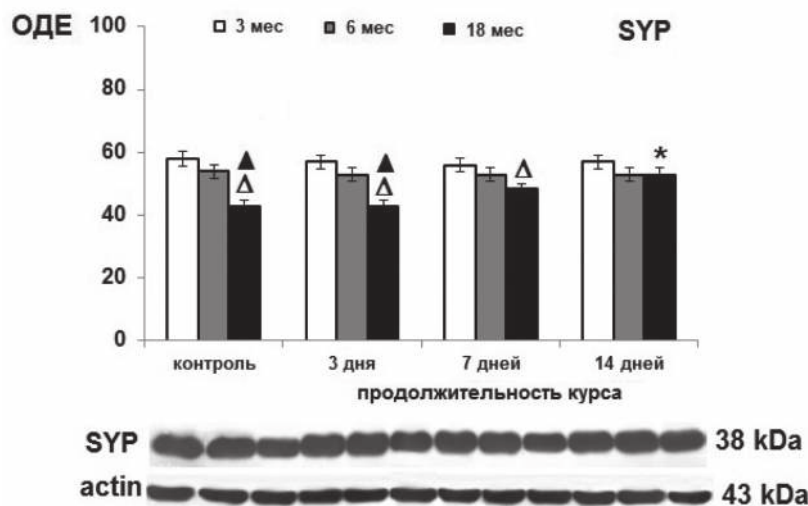 ОДЕ
100
80
60
40
20
0
3 мес 6 мес 18 мес
SYP
▲
Δ
▲
Δ
Δ
*
контроль 3 дня 7 дней 14 дней
продолжительность курса
SYP 38 kDa
actin 43 kDa